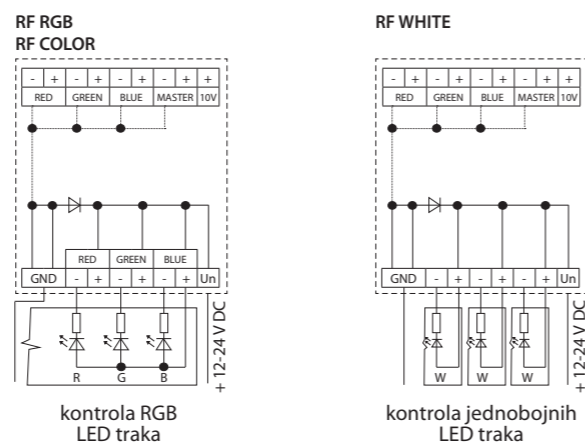 RF RGB
RF COLOR
- + - + - + - + +
RED GREEN BLUE MASTER 10V
RED GREEN BLUE
GND - + - + - + Un
R G B
+ 12-24 V DC
kontrola RGB
LED traka
RF WHITE
- + - + - + - + +
RED GREEN BLUE MASTER 10V
GND - + - + - + Un
W W W
+ 12-24 V DC
kontrola jednobojnih
LED traka